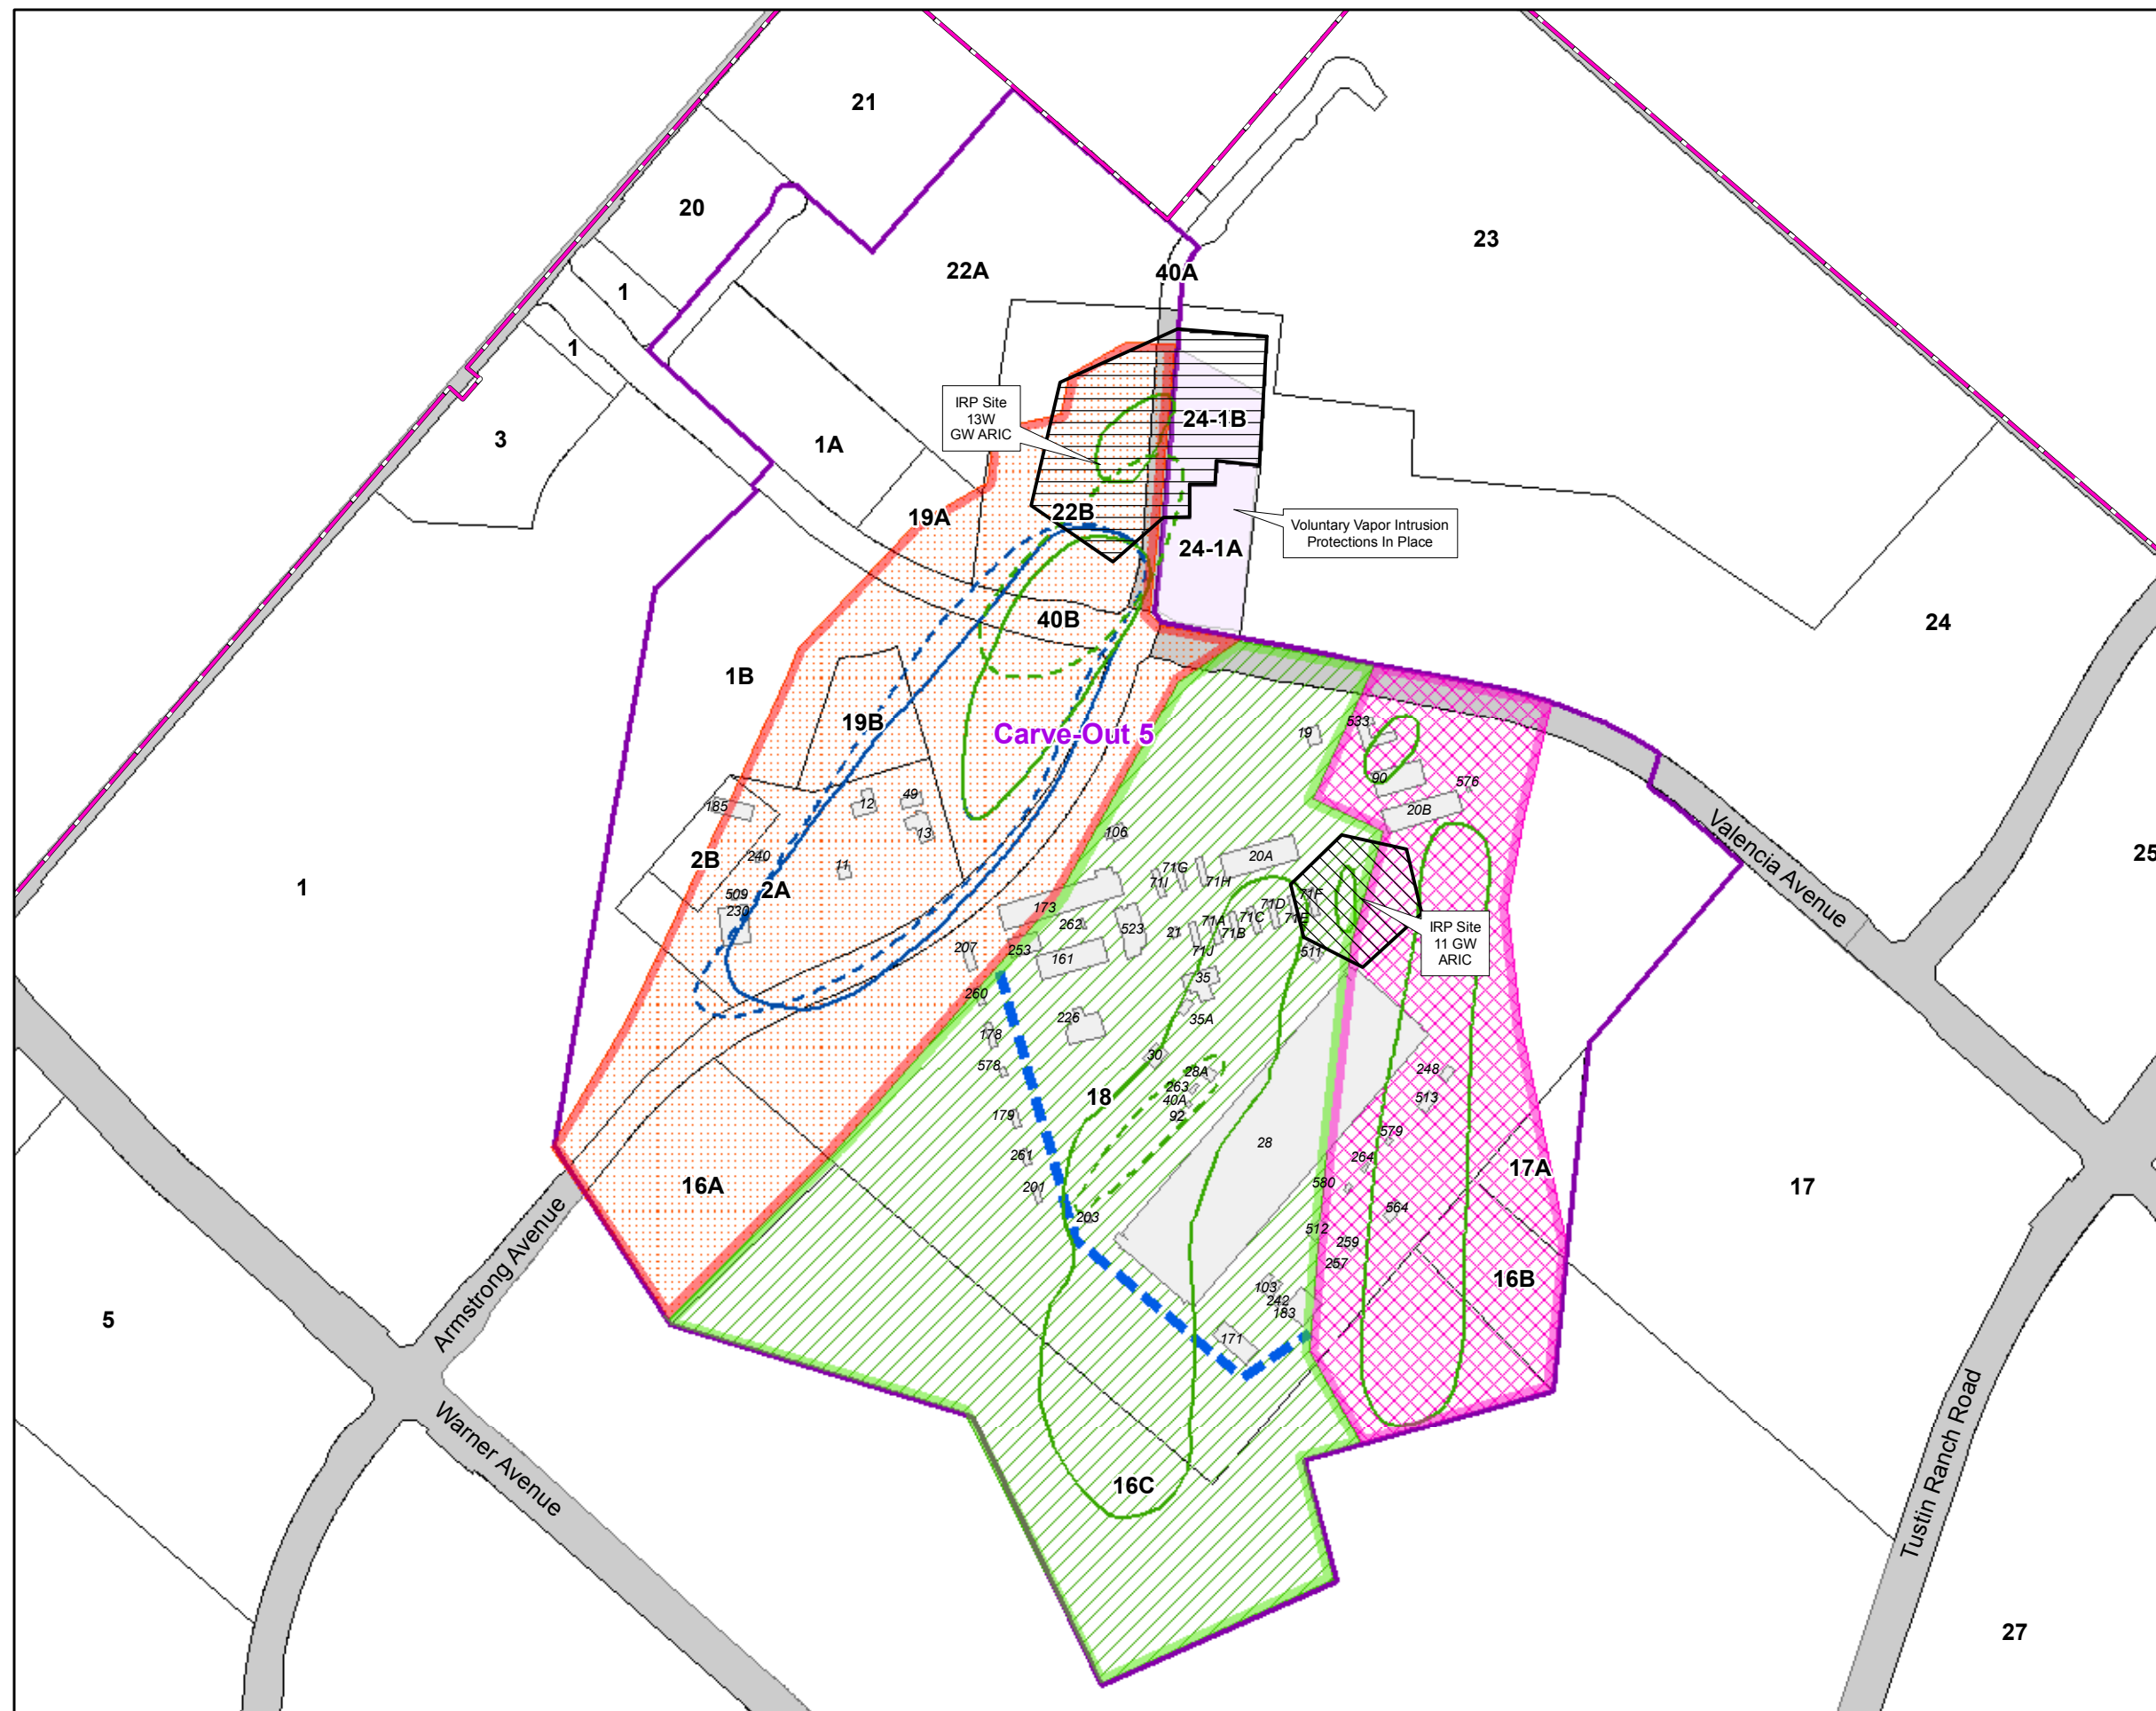 21
20
23
22A
40A
1
1
IRP Site
13W
GW ARIC
24-1B
3
1A
19A
22B
Voluntary Vapor Intrusion
Protections In Place
24-1A
40B
24
1B
19B
Carve-Out 5
19
533
90
576
20B
185
12
49
13
106
Valencia Avenue
25
2B
240
11
20A
71G
71I
71H
1
2A
509
230
173
71F
71D
71E
71C
71A
71B
21
71J
262
523
IRP Site
11 GW
ARIC
207
253
161
511
35
260
226
35A
178
578
30
28A
263
40A
92
248
513
18
179
28
579
261
264
17A
16A
201
580
17
203
564
512
259
257
16B
Armstrong Avenue
5
103
242
183
171
Warner Avenue
Tustin Ranch Road
16C
27